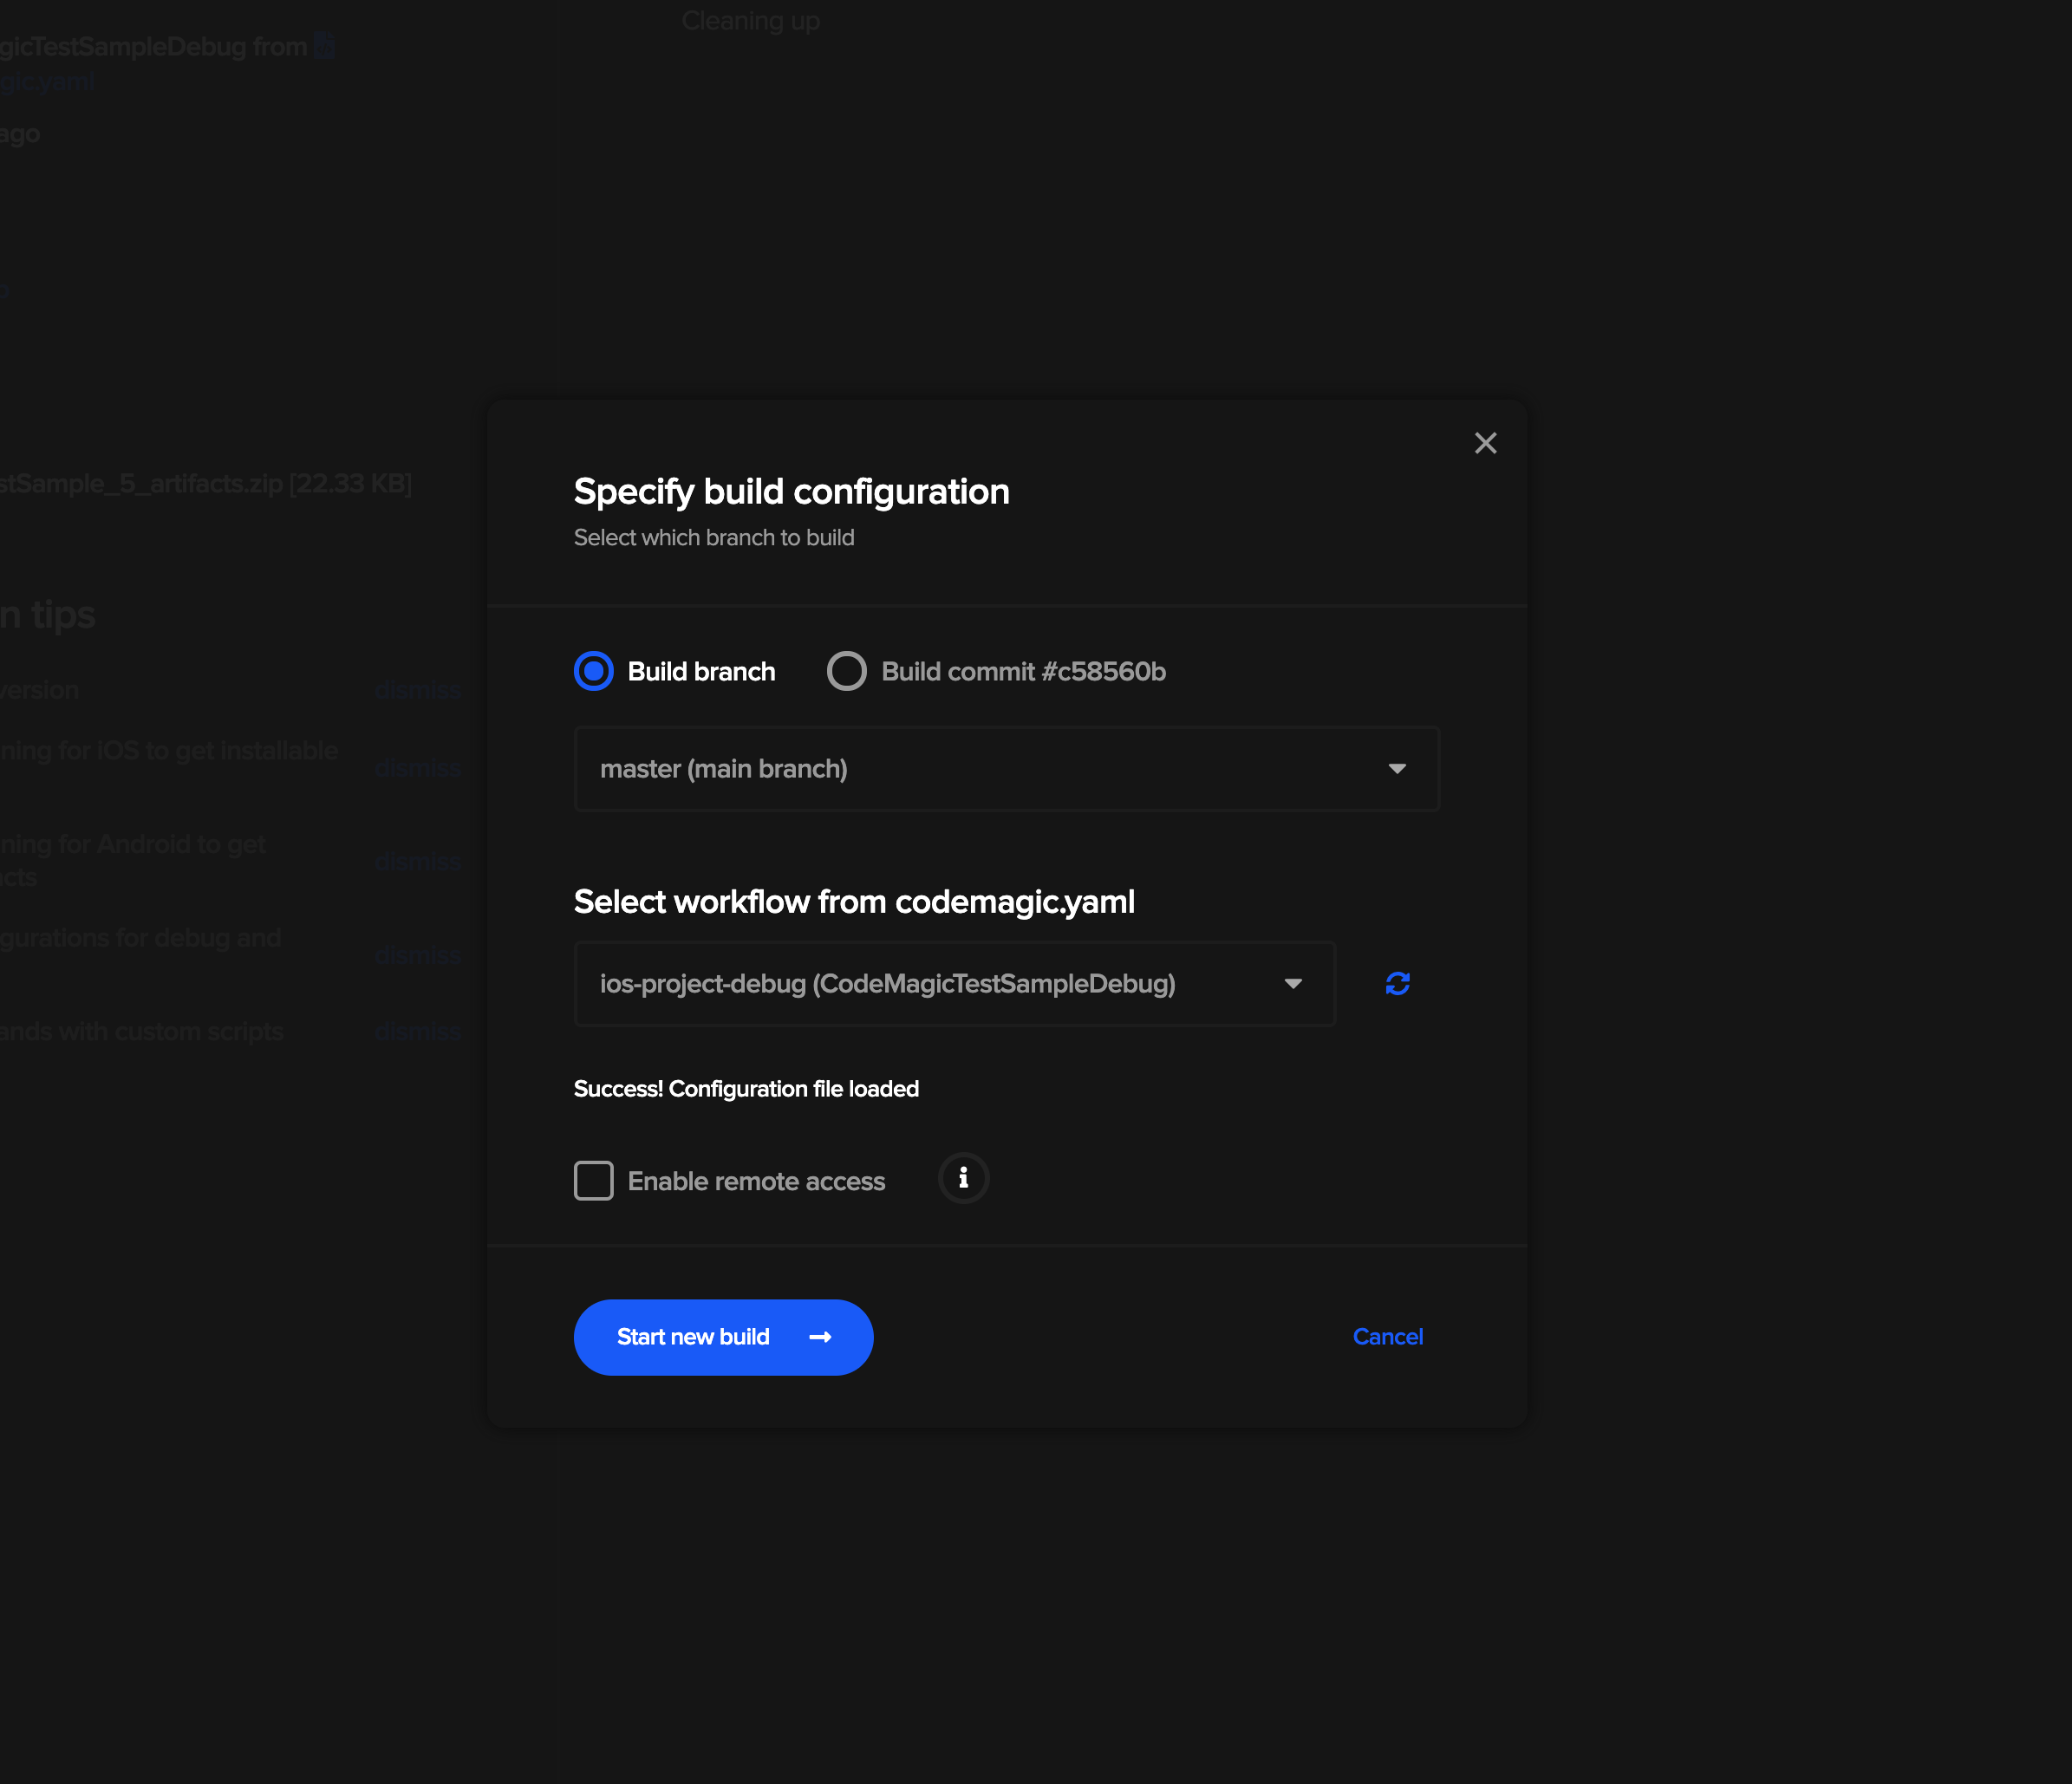 Cleaning up
gicTestSampleDebug from
gic.yaml
ago
stSample_5_artifacts.zip [22.33 KB]
n tips
version
dismiss
ning for iOS to get installable
dismiss
ning for Android to get
cts
dismiss
gurations for debug and
dismiss
ands with custom scripts
dismiss
Specify build configuration
Select which branch to build
Build branch
Build commit #c58560b
master (main branch)
Select workflow from codemagic.yaml
ios-project-debug (CodeMagicTestSampleDebug)
Success! Configuration file loaded
Enable remote access
Start new build
Cancel